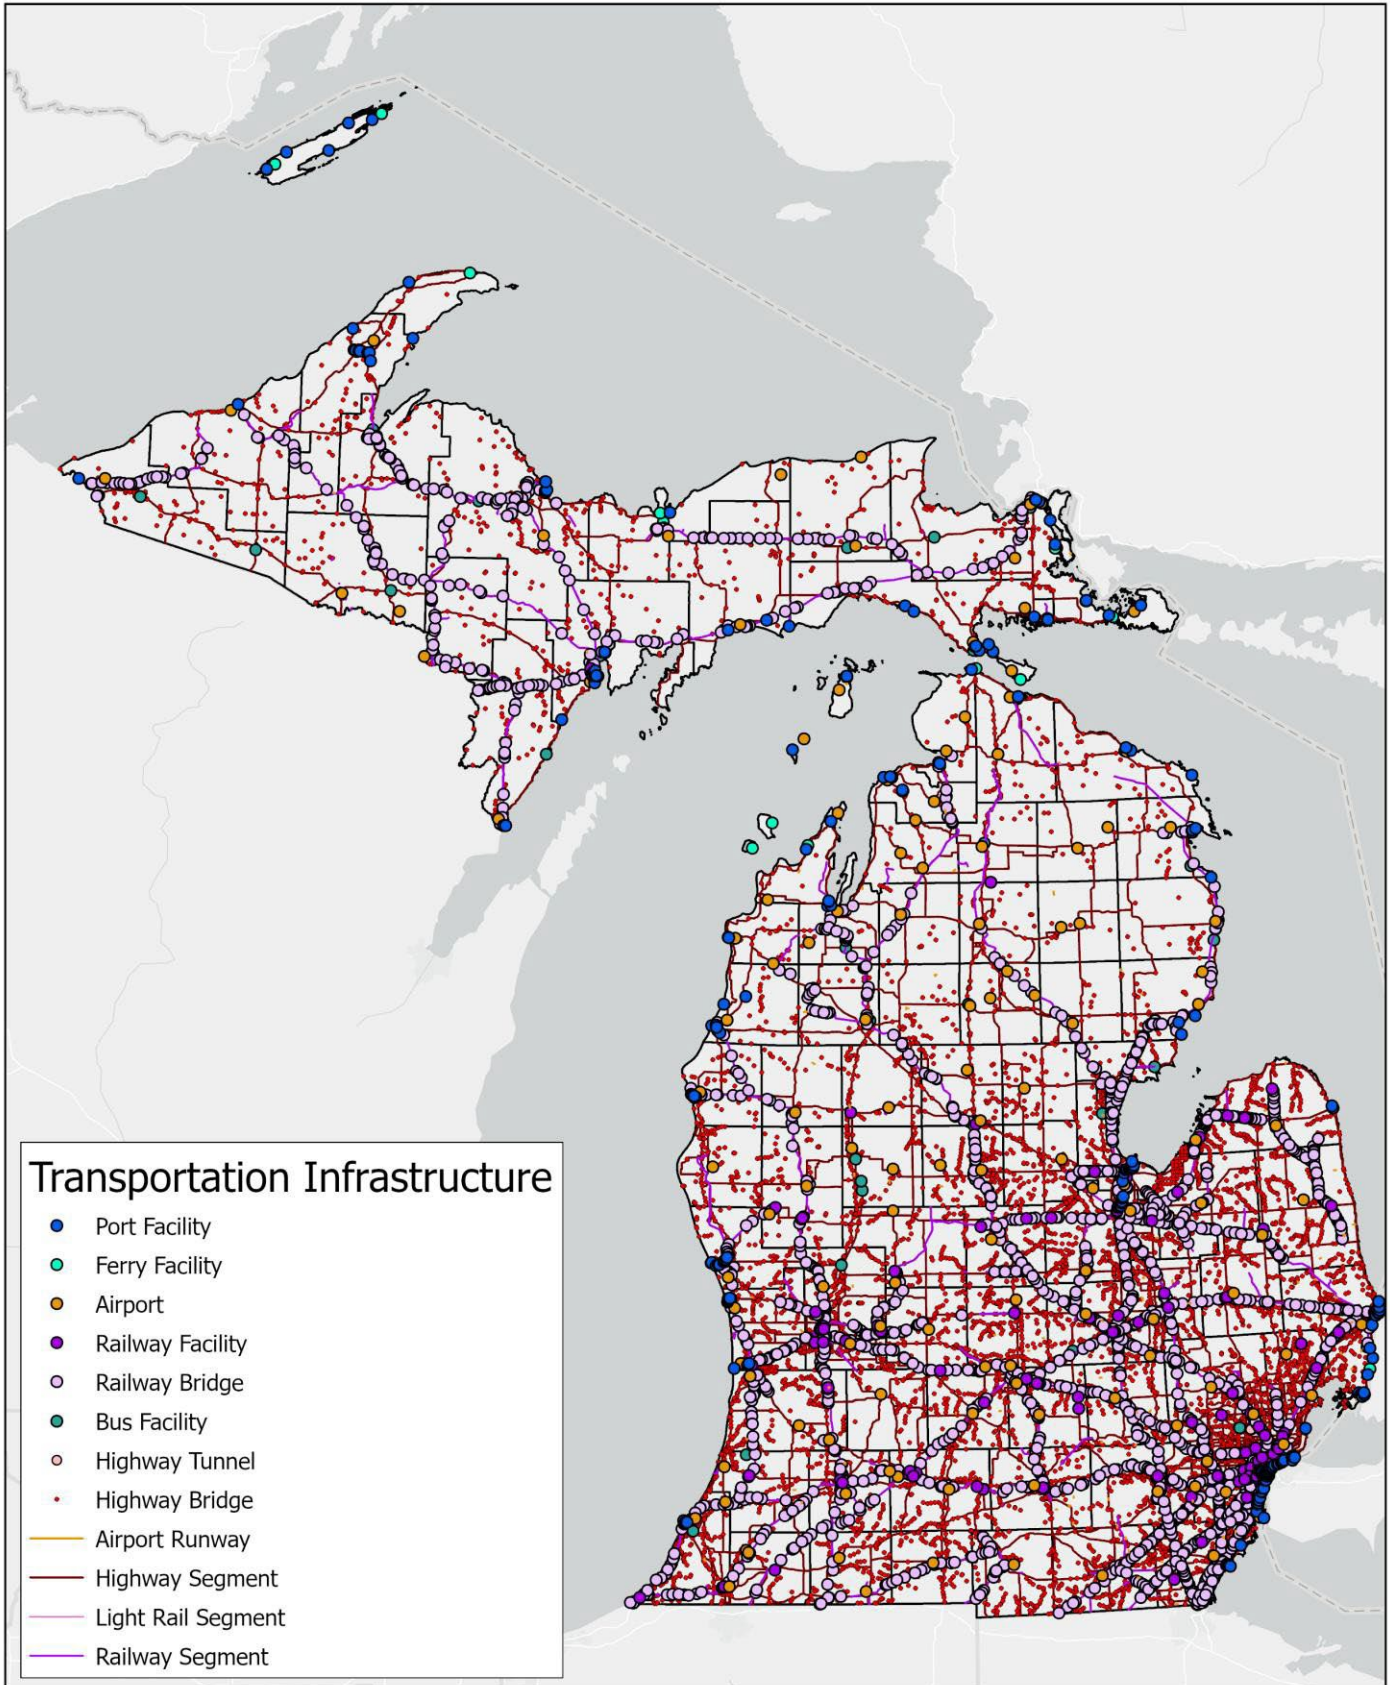 Transportation Infrastructure
Port Facility
Ferry Facility
Airport
Railway Facility
Railway Bridge
Bus Facility
Highway Tunnel
Highway Bridge
Airport Runway
Highway Segment
Light Rail Segment
Railway Segment